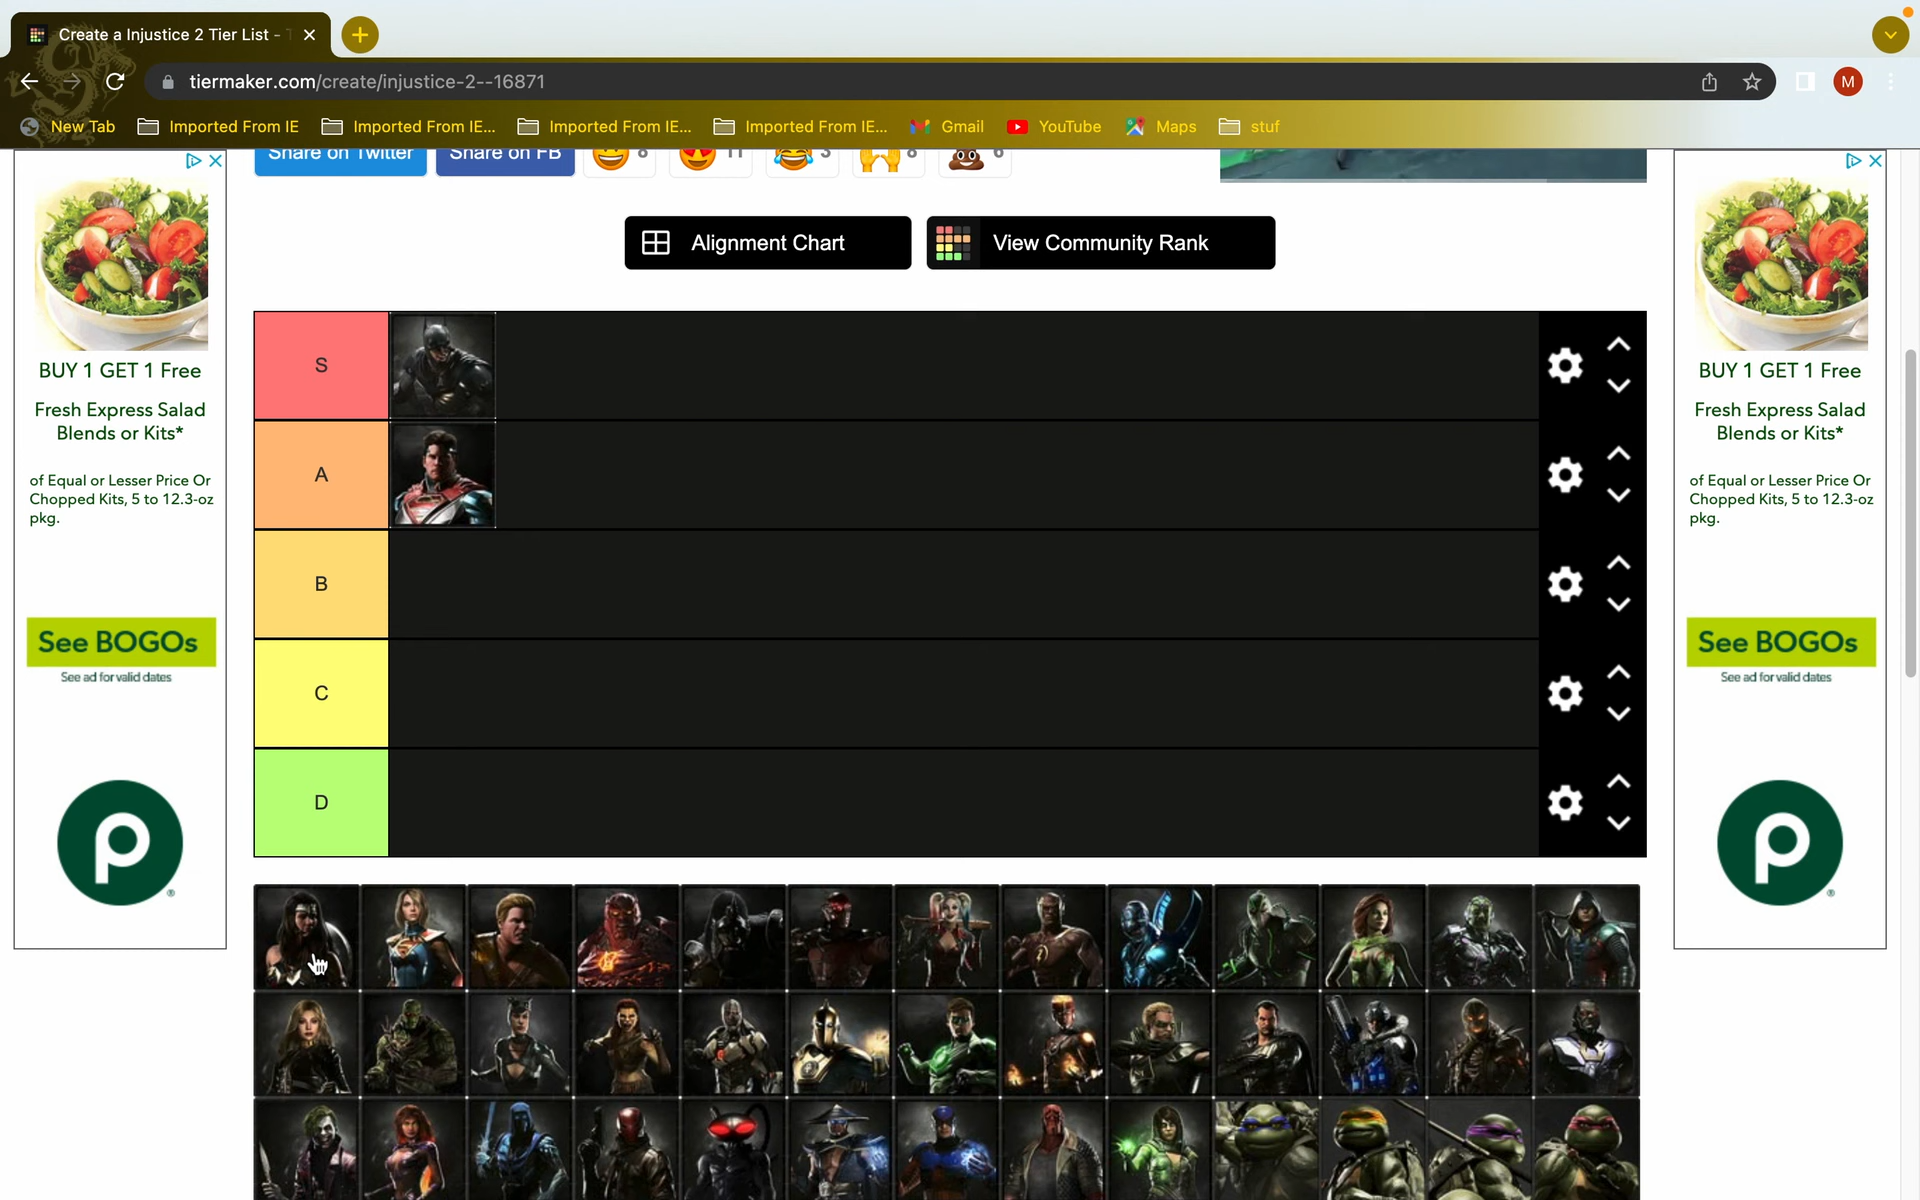 Create a Injustice 2 Tier List -
tiermaker.com/create/injustice-2--16871
M
New Tab
Imported From IE
Imported From IE...
Imported From IE...
Imported From IE...
Gmail
YouTube
Maps
stuf
Share on Twitter
Share on FB
8
11
3
8
6
Alignment Chart
View Community Rank
BUY 1 GET 1 Free
Fresh Express Salad
Blends or Kits*
of Equal or Lesser Price Or
Chopped Kits, 5 to 12.3-oz
pkg.
See BOGOs
See ad for valid dates
p
®
S
A
B
C
D
BUY 1 GET 1 Free
Fresh Express Salad
Blends or Kits*
of Equal or Lesser Price Or
Chopped Kits, 5 to 12.3-oz
pkg.
See BOGOs
See ad for valid dates
p
®